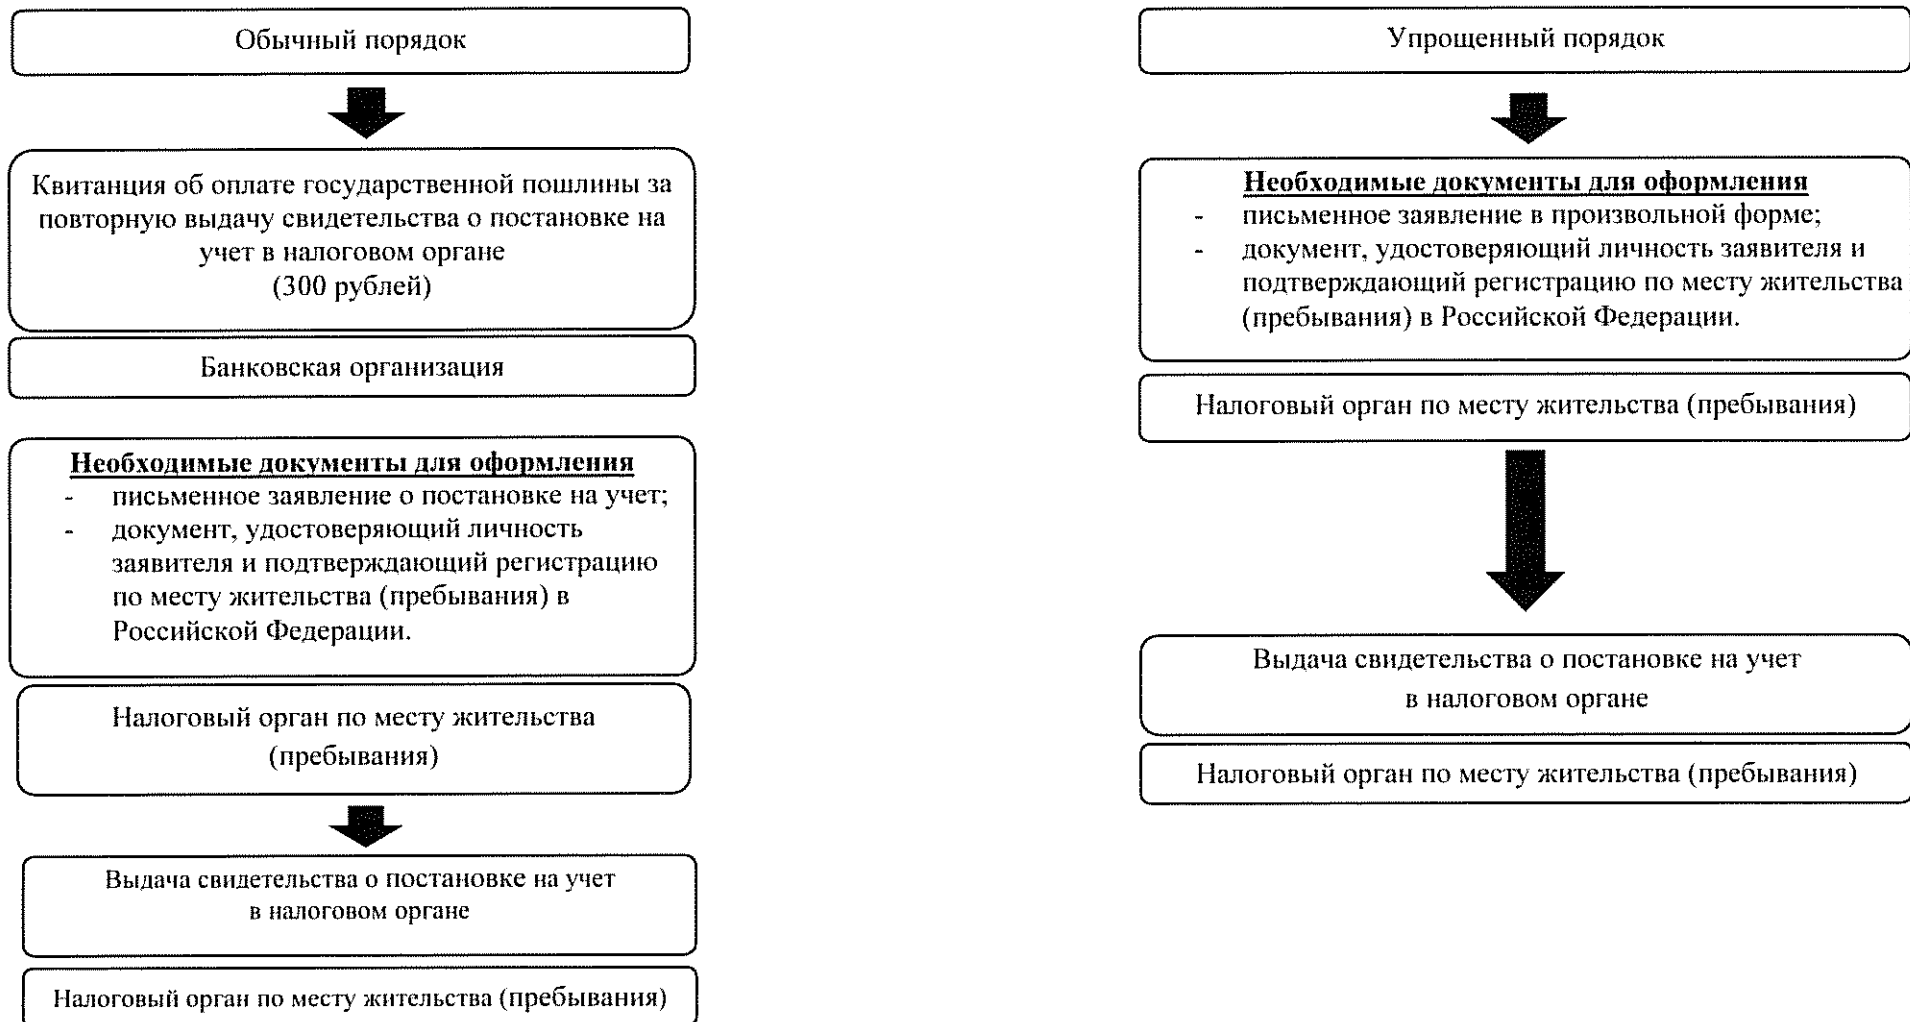 Обычный порядок
Квитанция об оплате государственной пошлины за
повторную выдачу свидетельства о постановке на
учет в налоговом органе
(300 рублей)
Банковская организация
Необходимые документы для оформления
- письменное заявление о постановке на учет;
- документ, удостоверяющий личность
заявителя и подтверждающий регистрацию
по месту жительства (пребывания) в
Российской Федерации.
Налоговый орган по месту жительства
(пребывания)
Выдача свидетельства о постановке на учет
в налоговом органе
Налоговый орган по месту жительства (пребывания)
Упрощенный порядок
Необходимые документы для оформления
- письменное заявление в произвольной форме;
- документ, удостоверяющий личность заявителя и
подтверждающий регистрацию по месту жительства
(пребывания) в Российской Федерации.
Налоговый орган по месту жительства (пребывания)
Выдача свидетельства о постановке на учет
в налоговом органе
Налоговый орган по месту жительства (пребывания)